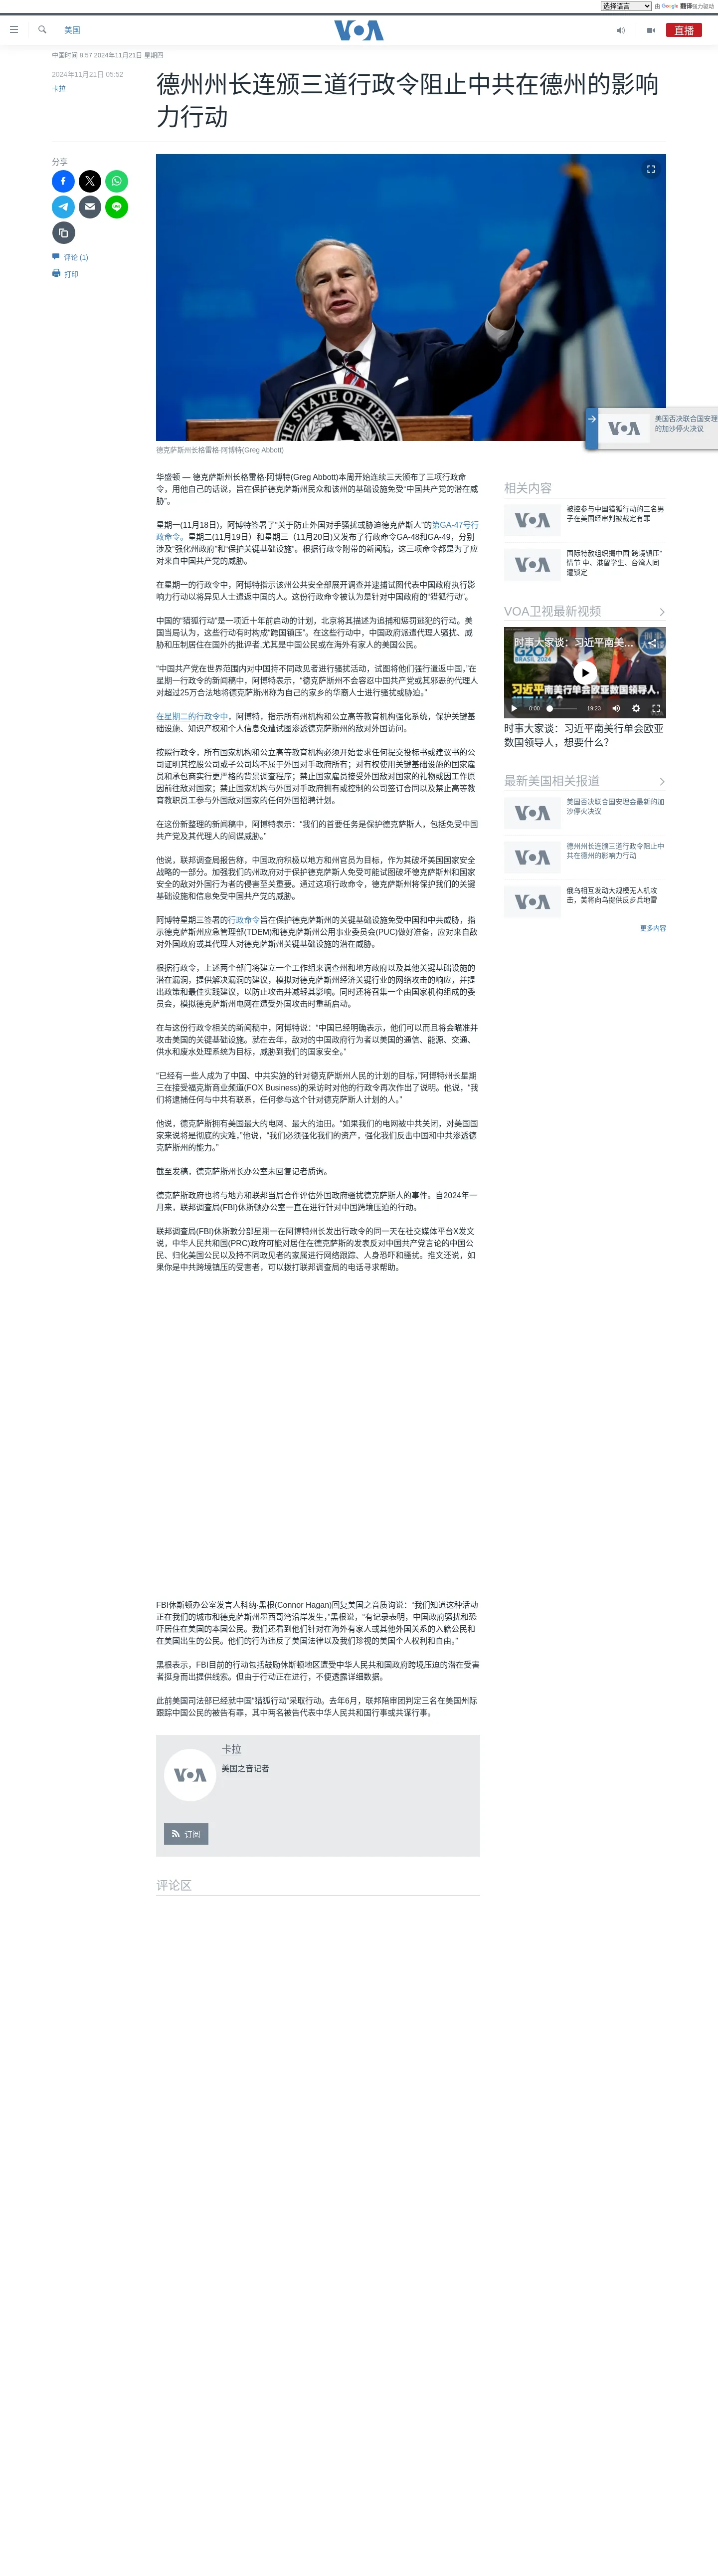 选择语言 由 Google 翻译强力驱动
美国
VOA
直播
中国时间 8:57 2024年11月21日 星期四
2024年11月21日 05:52
卡拉
德州州长连颁三道行政令阻止中共在德州的影响
力行动
分享
评论 (1)
打印
德克萨斯州长格雷格·阿博特(Greg Abbott)
美国否决联合国安理
的加沙停火决议
华盛顿 — 德克萨斯州长格雷格·阿博特(Greg Abbott)本周开始连续三天颁布了三项行政命
令，用他自己的话说，旨在保护德克萨斯州民众和该州的基础设施免受“中国共产党的潜在威
胁”。
星期一(11月18日)，阿博特签署了“关于防止外国对手骚扰或胁迫德克萨斯人”的第GA-47号行
政命令。星期二(11月19日）和星期三（11月20日)又发布了行政命令GA-48和GA-49，分别
涉及“强化州政府”和“保护关键基础设施”。根据行政令附带的新闻稿，这三项命令都是为了应
对来自中国共产党的威胁。
在星期一的行政令中，阿博特指示该州公共安全部展开调查并逮捕试图代表中国政府执行影
响力行动以将异见人士遣返中国的人。这份行政命令被认为是针对中国政府的“猎狐行动”。
中国的“猎狐行动”是一项近十年前启动的计划，北京将其描述为追捕和惩罚逃犯的行动。美
国当局认为，这些行动有时构成“跨国镇压”。在这些行动中，中国政府派遣代理人骚扰、威
胁和压制居住在国外的批评者,尤其是中国公民或在海外有家人的美国公民。
“中国共产党在世界范围内对中国持不同政见者进行骚扰活动，试图将他们强行遣返中国，”在
星期一行政令的新闻稿中，阿博特表示，“德克萨斯州不会容忍中国共产党或其邪恶的代理人
对超过25万合法地将德克萨斯州称为自己的家乡的华裔人士进行骚扰或胁迫。”
在星期二的行政令中，阿博特，指示所有州机构和公立高等教育机构强化系统，保护关键基
础设施、知识产权和个人信息免遭试图渗透德克萨斯州的敌对外国访问。
按照行政令，所有国家机构和公立高等教育机构必须开始要求任何提交投标书或建议书的公
司证明其控股公司或子公司均不属于外国对手政府所有；对有权使用关键基础设施的国家雇
员和承包商实行更严格的背景调查程序；禁止国家雇员接受外国敌对国家的礼物或因工作原
因前往敌对国家；禁止国家机构与外国对手政府拥有或控制的公司签订合同以及禁止高等教
育教职员工参与外国敌对国家的任何外国招聘计划。
在这份新整理的新闻稿中，阿博特表示：“我们的首要任务是保护德克萨斯人，包括免受中国
共产党及其代理人的间谍威胁。”
他说，联邦调查局报告称，中国政府积极以地方和州官员为目标，作为其破坏美国国家安全
战略的一部分。加强我们的州政府对于保护德克萨斯人免受可能试图破坏德克萨斯州和国家
安全的敌对外国行为者的侵害至关重要。通过这项行政命令，德克萨斯州将保护我们的关键
基础设施和信息免受中国共产党的威胁。
阿博特星期三签署的行政命令旨在保护德克萨斯州的关键基础设施免受中国和中共威胁，指
示德克萨斯州应急管理部(TDEM)和德克萨斯州公用事业委员会(PUC)做好准备，应对来自敌
对外国政府或其代理人对德克萨斯州关键基础设施的潜在威胁。
根据行政令，上述两个部门将建立一个工作组来调查州和地方政府以及其他关键基础设施的
潜在漏洞，提供解决漏洞的建议，模拟对德克萨斯州经济关键行业的网络攻击的响应，并提
出政策和最佳实践建议，以防止攻击并减轻其影响。同时还将召集一个由国家机构组成的委
员会，模拟德克萨斯州电网在遭受外国攻击时重新启动。
在与这份行政令相关的新闻稿中，阿博特说：“中国已经明确表示，他们可以而且将会瞄准并
攻击美国的关键基础设施。就在去年，敌对的中国政府行为者以美国的通信、能源、交通、
供水和废水处理系统为目标，威胁到我们的国家安全。”
“已经有一些人成为了中国、中共实施的针对德克萨斯州人民的计划的目标，”阿博特州长星期
三在接受福克斯商业频道(FOX Business)的采访时对他的行政令再次作出了说明。他说，“我
们将逮捕任何与中共有联系，任何参与这个针对德克萨斯人计划的人。”
他说，德克萨斯拥有美国最大的电网、最大的油田。“如果我们的电网被中共关闭，对美国国
家来说将是彻底的灾难，”他说，“我们必须强化我们的资产，强化我们反击中国和中共渗透德
克萨斯州的能力。”
截至发稿，德克萨斯州长办公室未回复记者质询。
德克萨斯政府也将与地方和联邦当局合作评估外国政府骚扰德克萨斯人的事件。自2024年一
月来，联邦调查局(FBI)休斯顿办公室一直在进行针对中国跨境压迫的行动。
联邦调查局(FBI)休斯敦分部星期一在阿博特州长发出行政令的同一天在社交媒体平台X发文
说，中华人民共和国(PRC)政府可能对居住在德克萨斯的发表反对中国共产党言论的中国公
民、归化美国公民以及持不同政见者的家属进行网络跟踪、人身恐吓和骚扰。推文还说，如
果你是中共跨境镇压的受害者，可以拨打联邦调查局的电话寻求帮助。
FBI休斯顿办公室发言人科纳·黑根(Connor Hagan)回复美国之音质询说：“我们知道这种活动
正在我们的城市和德克萨斯州墨西哥湾沿岸发生，”黑根说，“有记录表明，中国政府骚扰和恐
吓居住在美国的本国公民。我们还看到他们针对在海外有家人或其他外国关系的入籍公民和
在美国出生的公民。他们的行为违反了美国法律以及我们珍视的美国个人权利和自由。”
黑根表示，FBI目前的行动包括鼓励休斯顿地区遭受中华人民共和国政府跨境压迫的潜在受害
者挺身而出提供线索。但由于行动正在进行，不便透露详细数据。
此前美国司法部已经就中国“猎狐行动”采取行动。去年6月，联邦陪审团判定三名在美国州际
跟踪中国公民的被告有罪，其中两名被告代表中华人民共和国行事或共谋行事。
卡拉
美国之音记者
订阅
评论区
相关内容
被控参与中国猎狐行动的三名男
子在美国经审判被裁定有罪
国际特赦组织揭中国“跨境镇压”
情节 中、港留学生、台湾人同
遭锁定
VOA卫视最新视频
时事大家谈：习近平南美...
G20
BRASIL 2024
习近平南美行单会欧亚数国领导人，
0:00
19:23
时事大家谈：习近平南美行单会欧亚
数国领导人，想要什么？
最新美国相关报道
美国否决联合国安理会最新的加
沙停火决议
德州州长连颁三道行政令阻止中
共在德州的影响力行动
俄乌相互发动大规模无人机攻
击，美将向乌提供反步兵地雷
更多内容